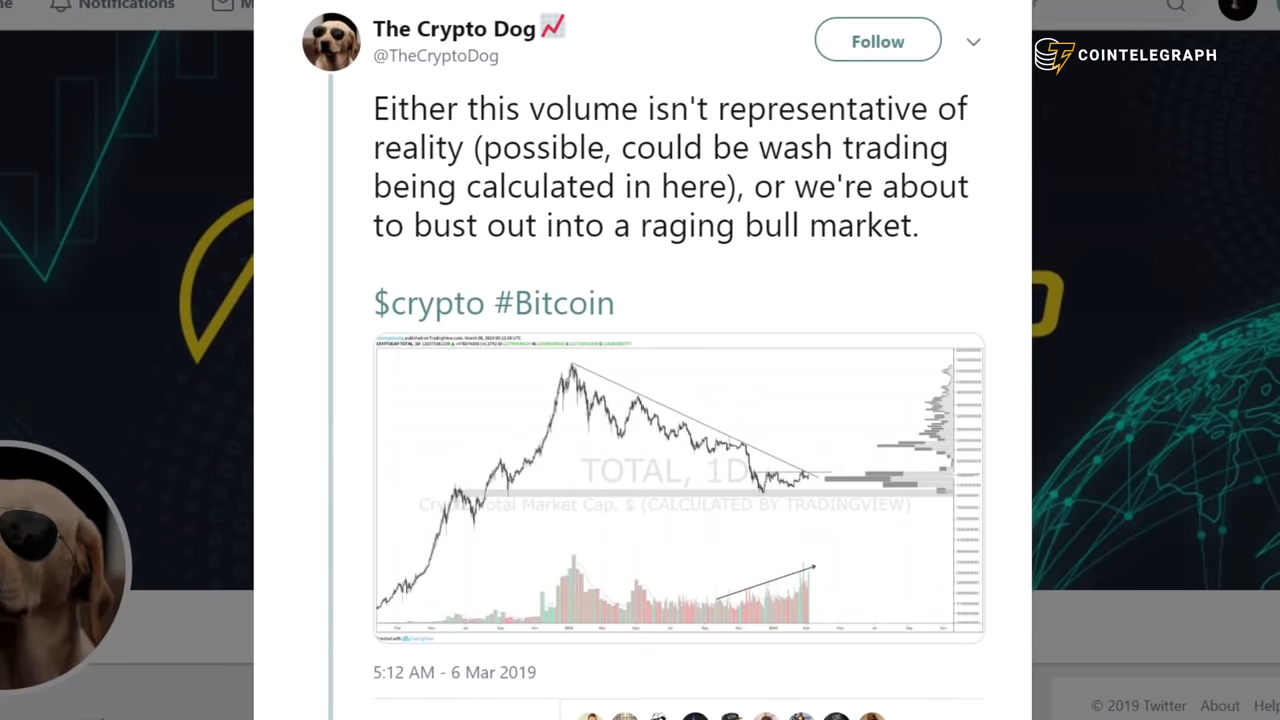 Notifications
M
The Crypto Dog
@TheCryptoDog
Follow
COINTELEGRAPH
Either this volume isn't representative of
reality (possible, could be wash trading
being calculated in here), or we're about
to bust out into a raging bull market.
$crypto #Bitcoin
TOTAL, 1D
Crypto Total Market Cap, $ (CALCULATED BY TRADINGVIEW)
5:12 AM - 6 Mar 2019
© 2019 Twitter About Help